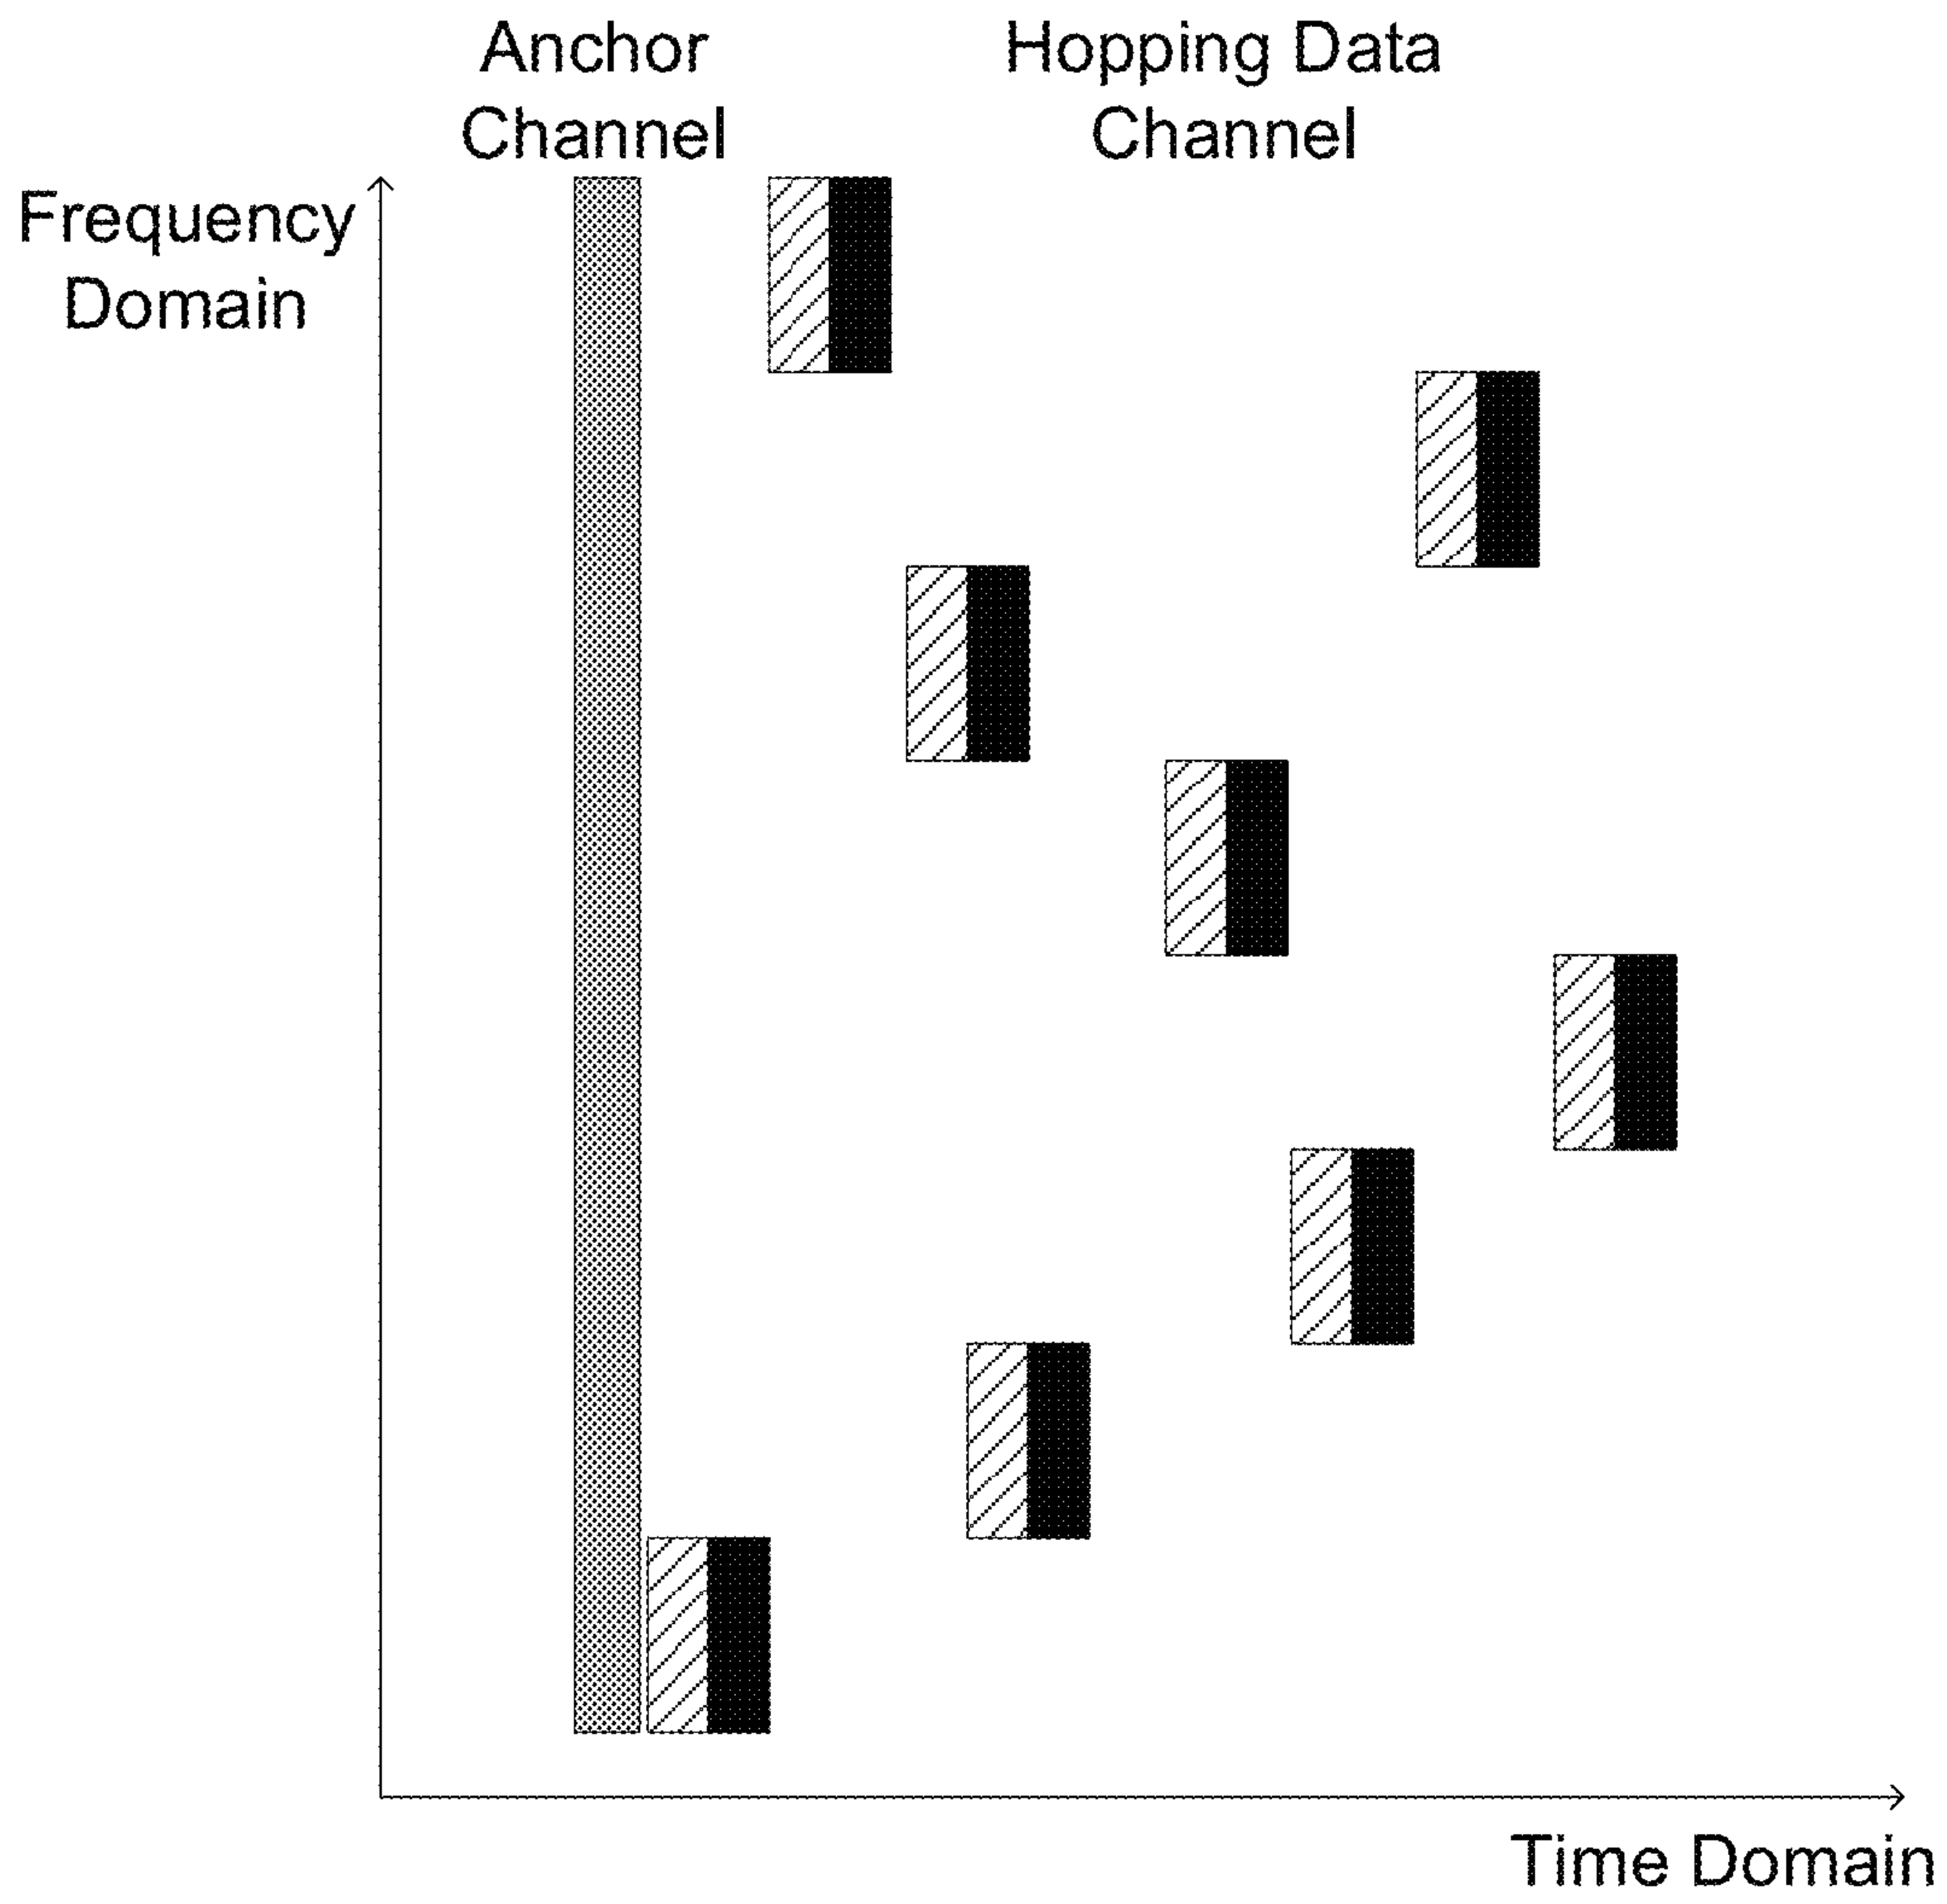 Anchor
Channel
Hopping Data
Channel
Frequency
Domain
Time Domain